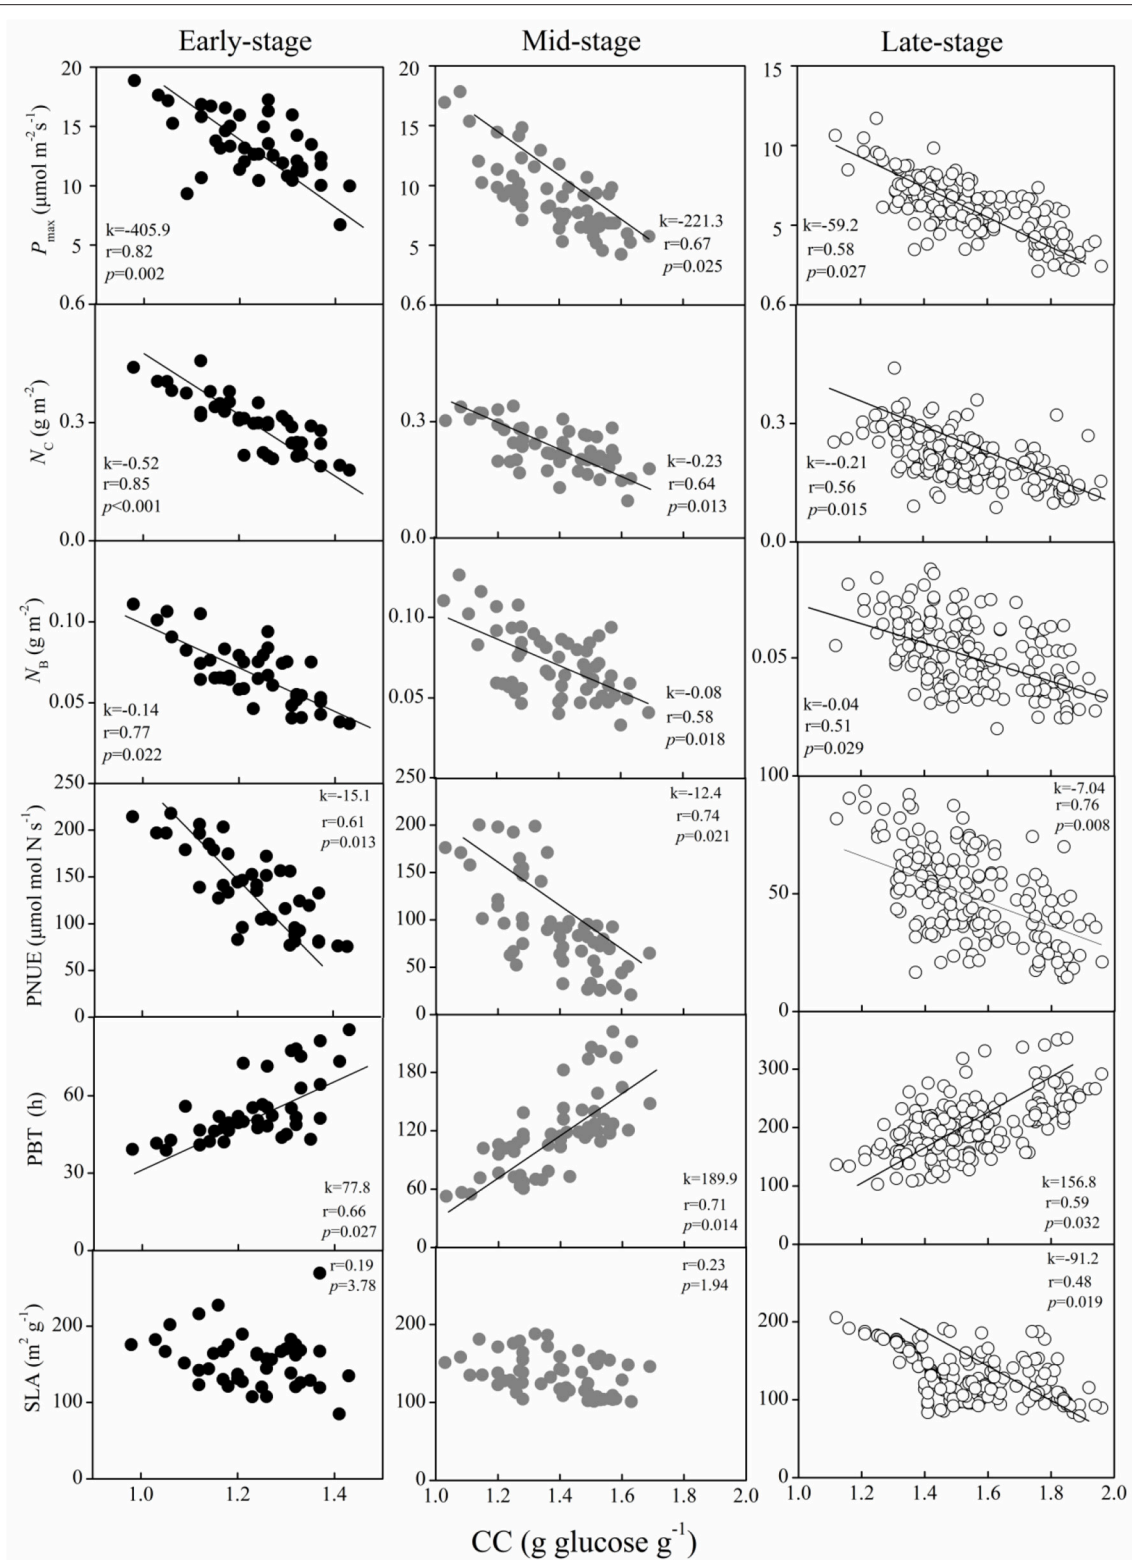 Early-stage Mid-stage Late-stage
20 20 15
15 15 10
10 10
5 5 5
P max (μmol m-2s-1)
k=-405.9
r=0.82
p=0.002
k=-221.3
r=0.67
p=0.025
k=-59.2
r=0.58
p=0.027
0.6 0.6 0.6
NC (g m-2)
0.3 0.3 0.3
k=-0.52
r=0.85
p<0.001
k=-0.23
r=0.64
p=0.013
k=--0.21
r=0.56
p=0.015
0.0 0.0 0.0
NB (g m-2)
0.10 0.10
0.05 0.05 0.05
k=-0.14
r=0.77
p=0.022
k=-0.08
r=0.58
p=0.018
k=-0.04
r=0.51
p=0.029
250 250 100
PNUE (μmol mol N s-1)
200 200
150 150
100 100 50
50 50
0 0 0
k=-15.1
r=0.61
p=0.013
k=-12.4
r=0.74
p=0.021
k=-7.04
r=0.76
p=0.008
PBT (h)
60 180 300
30 120 200
60 100
0 0 0
k=77.8
r=0.66
p=0.027
k=189.9
r=0.71
p=0.014
k=156.8
r=0.59
p=0.032
SLA (m2 g-1)
r=0.19
p=3.78
r=0.23
p=1.94
k=-91.2
r=0.48
p=0.019
200 200 200
100 100 100
0 0 0
1.0 1.2 1.4 1.0 1.2 1.4 1.6 1.8 2.0 1.0 1.2 1.4 1.6 1.8 2.0
CC (g glucose g-1)